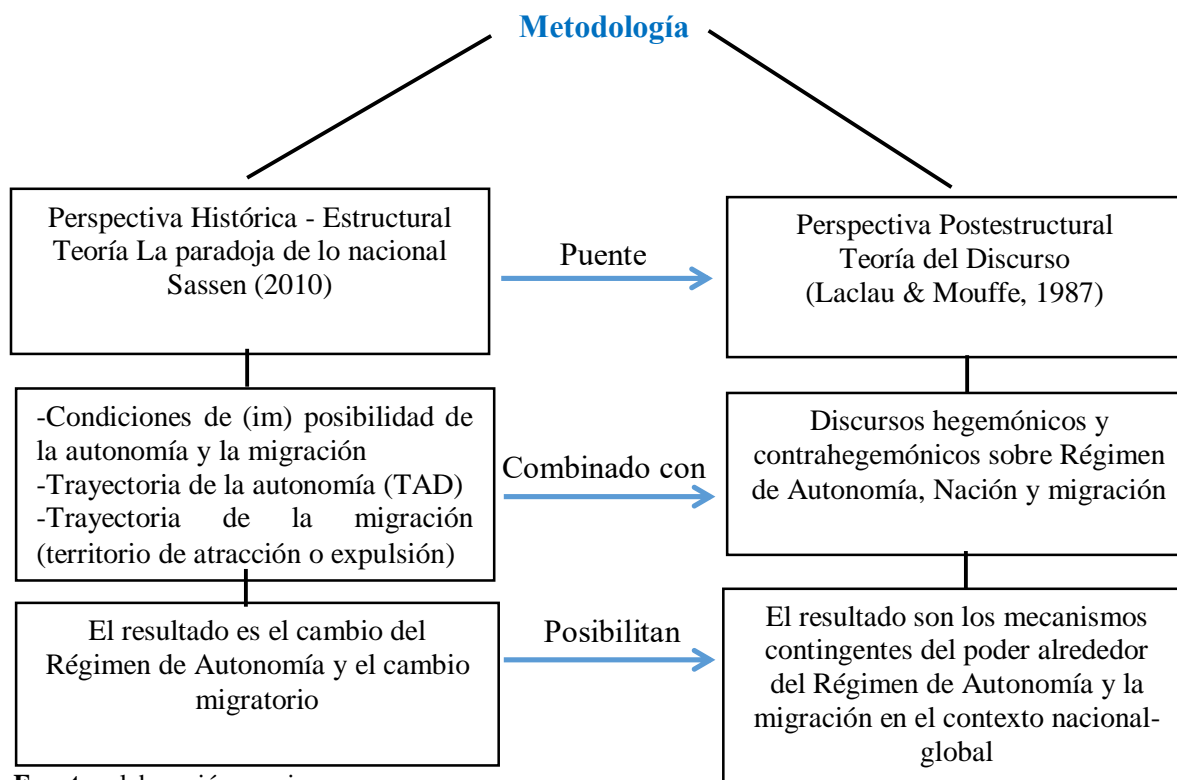 Metodología
Perspectiva Histórica - Estructural
Teoría La paradoja de lo nacional
Sassen (2010)
Puente
Perspectiva Postestructural
Teoría del Discurso
(Laclau & Mouffe, 1987)
-Condiciones de (im) posibilidad de
la autonomía y la migración
-Trayectoria de la autonomía (TAD)
-Trayectoria de la migración
(territorio de atracción o expulsión)
Combinado con
Discursos hegemónicos y
contrahegemónicos sobre Régimen
de Autonomía, Nación y migración
El resultado es el cambio del
Régimen de Autonomía y el cambio
migratorio
Posibilitan
El resultado son los mecanismos
contingentes del poder alrededor
del Régimen de Autonomía y la
migración en el contexto nacional-
global